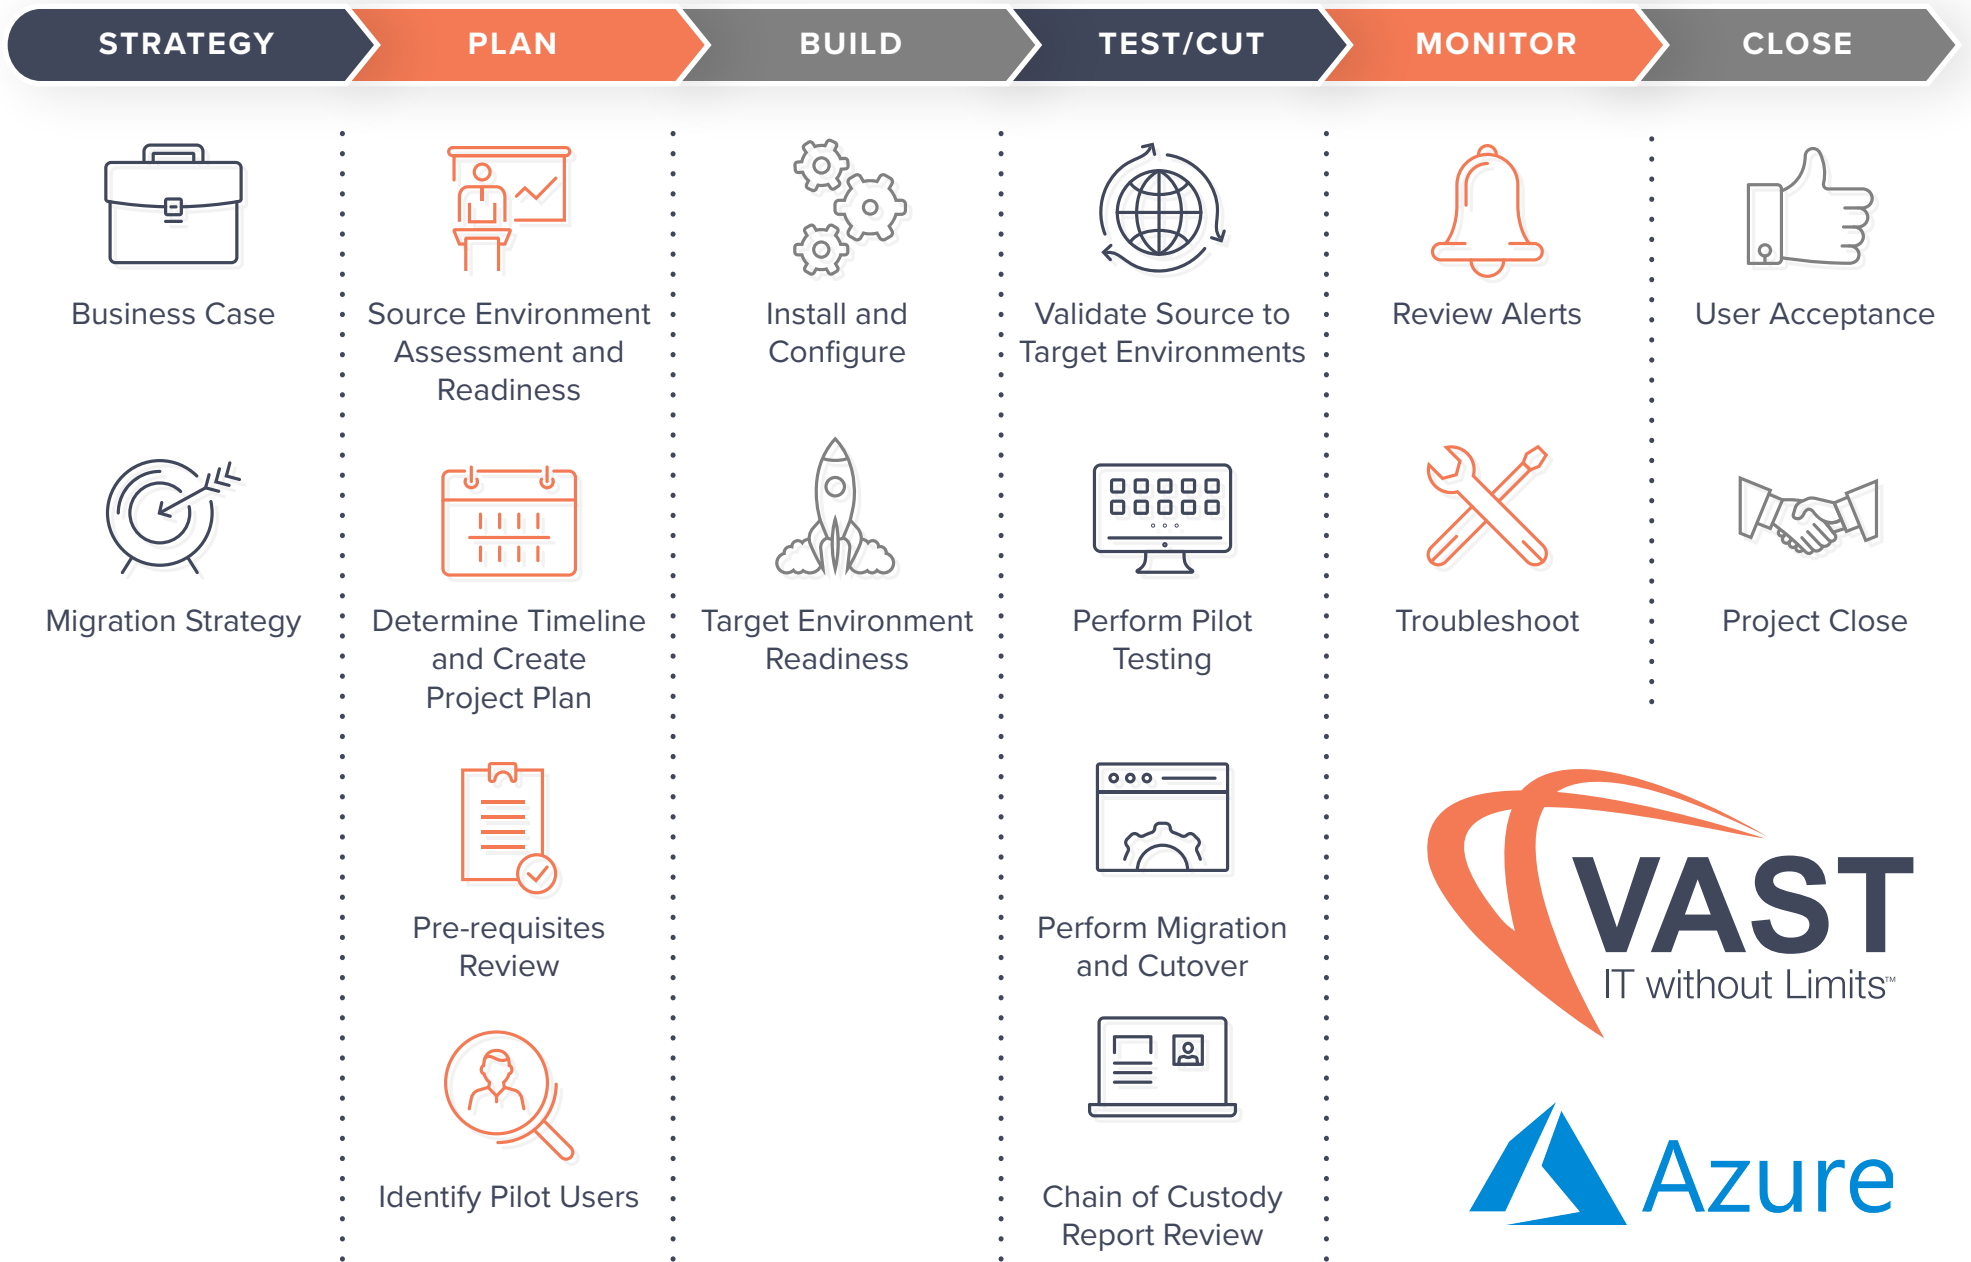 STRATEGY
PLAN
BUILD
TEST/CUT
MONITOR
CLOSE
Business Case
Source Environment
Assessment and
Readiness
Install and
Configure
Validate Source to
Target Environments
Review Alerts
User Acceptance
Migration Strategy
Determine Timeline
and Create
Project Plan
Target Environment
Readiness
Perform Pilot
Testing
Troubleshoot
Project Close
Pre-requisites
Review
Perform Migration
and Cutover
Identify Pilot Users
Chain of Custody
Report Review
VAST
IT without Limits™
Azure